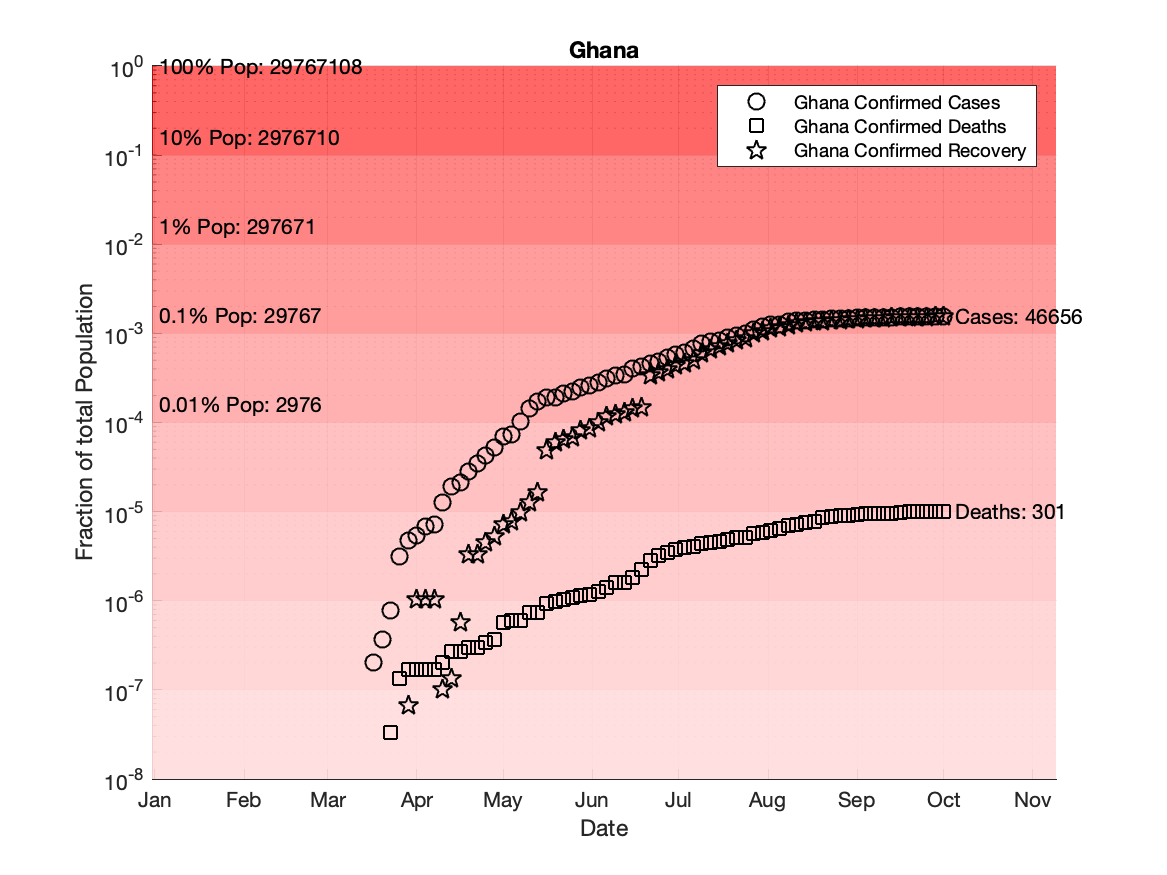 Ghana
10^0
10^-1
10^-2
10^-3
10^-4
10^-5
10^-6
10^-7
10^-8
Fraction of total Population
100% Pop: 29767108
10% Pop: 2976710
1% Pop: 297671
0.1% Pop: 29767
0.01% Pop: 2976
Ghana Confirmed Cases
Ghana Confirmed Deaths
Ghana Confirmed Recovery
Cases: 46656
Deaths: 301
Jan Feb Mar Apr May Jun Jul Aug Sep Oct Nov
Date